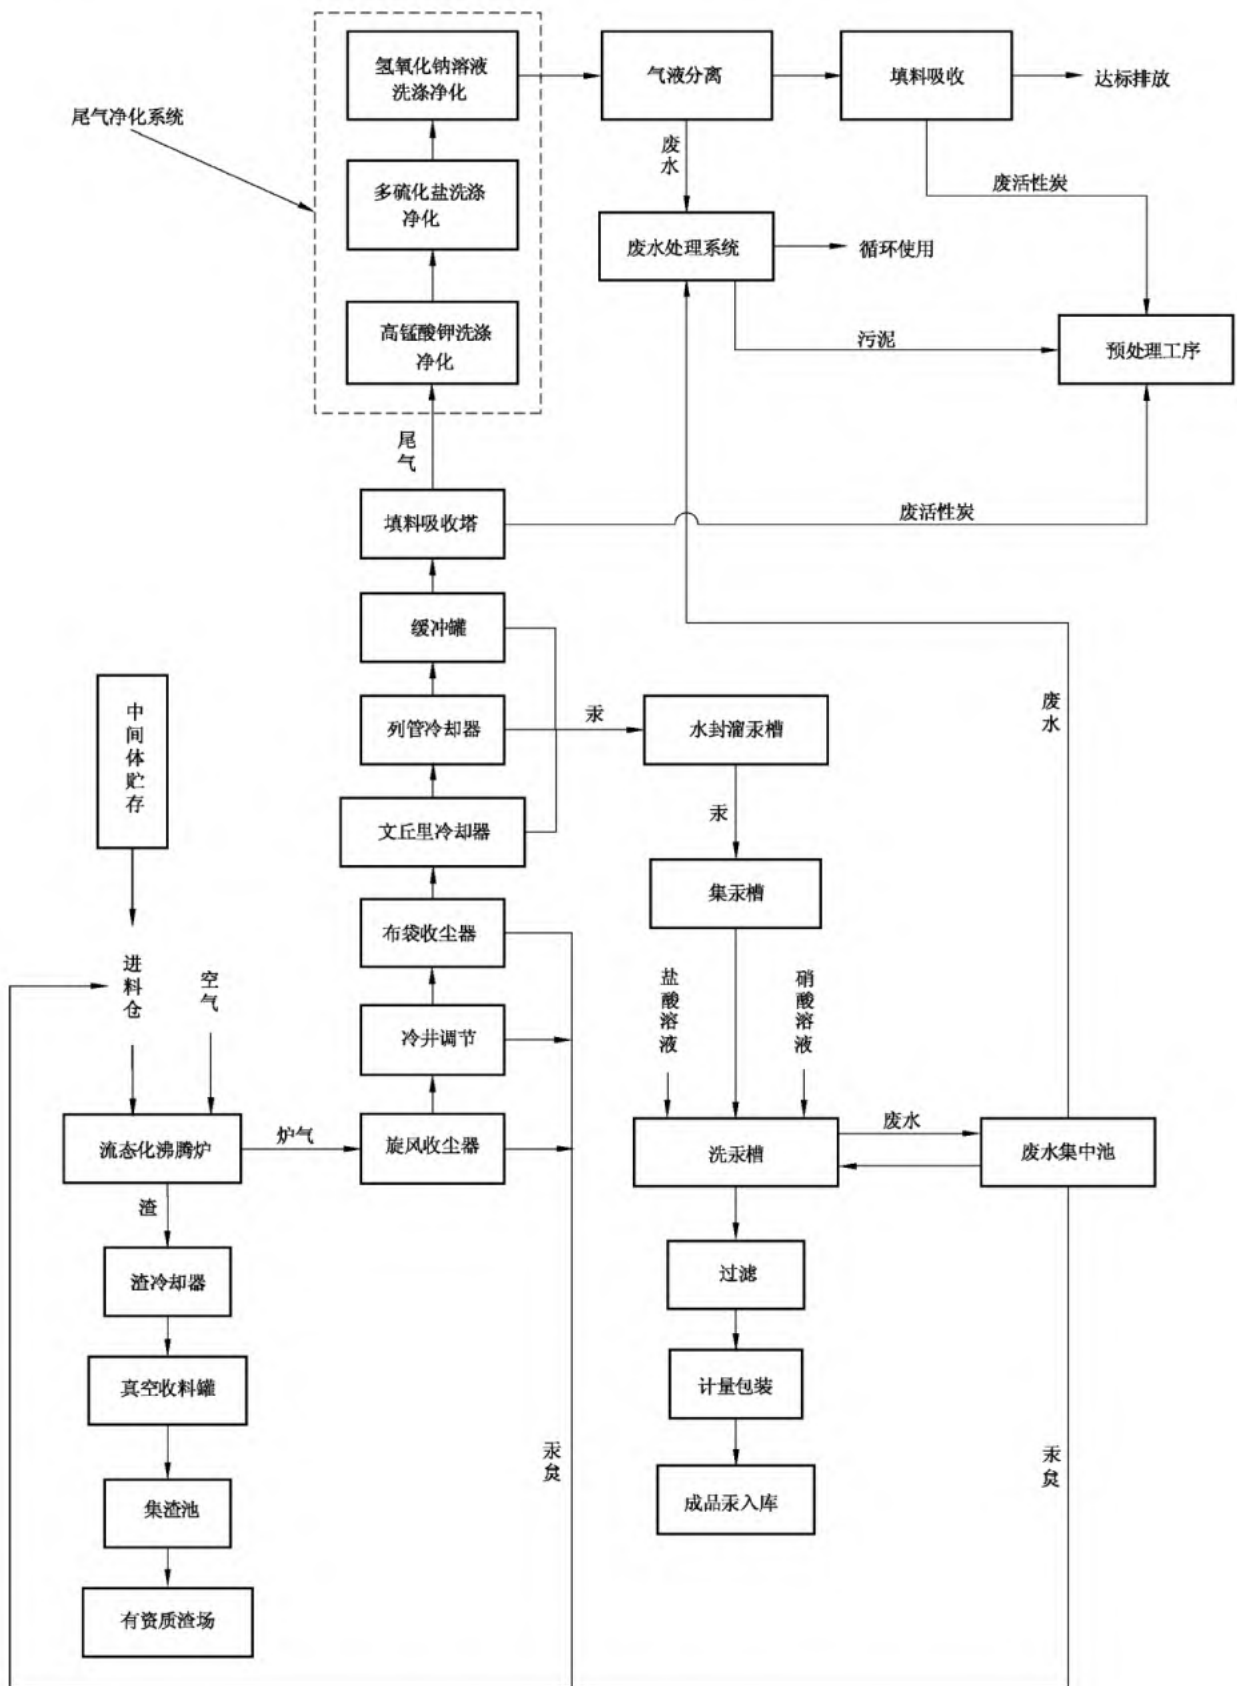 氢氧化钠溶液
洗涤净化
气液分离
填料吸收
达标排放
尾气净化系统
废水
废活性炭
多硫化盐洗涤
净化
废水处理系统
循环使用
高锰酸钾洗涤
净化
污泥
预处理工序
尾气
填料吸收塔
废活性炭
缓冲罐
中间体贮存
列管冷却器
汞
水封溜汞槽
废水
文丘里冷却器
汞
集汞槽
布袋收尘器
进料仓
空气
盐酸溶液
硝酸溶液
冷井调节
流态化沸腾炉
炉气
旋风收尘器
洗汞槽
废水
废水集中池
渣
渣冷却器
过滤
真空收料罐
计量包装
汞炱
汞炱
集渣池
成品汞入库
有资质渣场